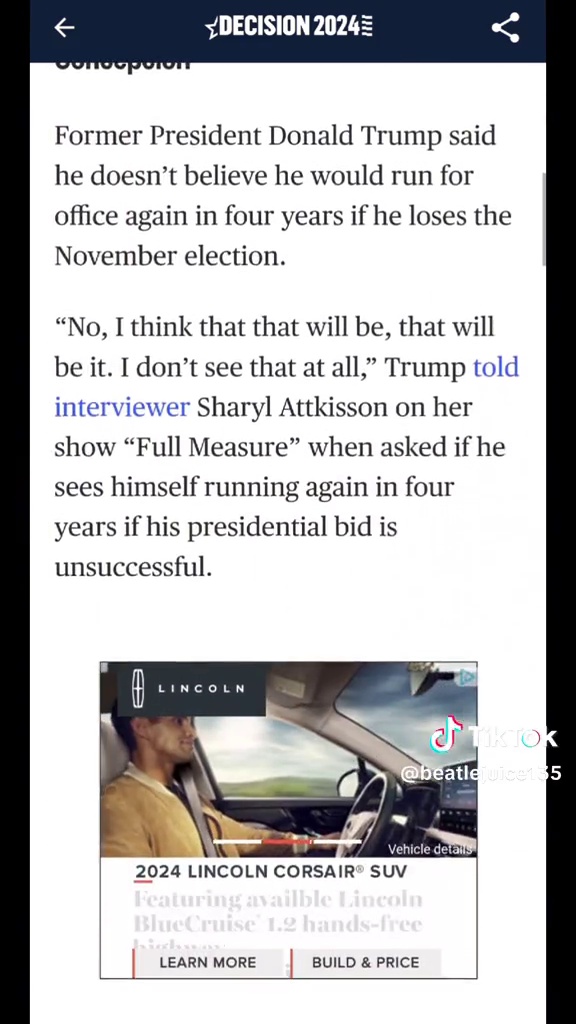 DECISION 2024
Concepcion
Former President Donald Trump said
he doesn’t believe he would run for
office again in four years if he loses the
November election.
“No, I think that that will be, that will
be it. I don’t see that at all,” Trump told
interviewer Sharyl Attkisson on her
show “Full Measure” when asked if he
sees himself running again in four
years if his presidential bid is
unsuccessful.
LINCOLN
TikTok
@beatlejuice135
Vehicle details
2024 LINCOLN CORSAIR® SUV
Featuring availble Lincoln
BlueCruise 1.2 hands-free
highway
LEARN MORE
BUILD & PRICE